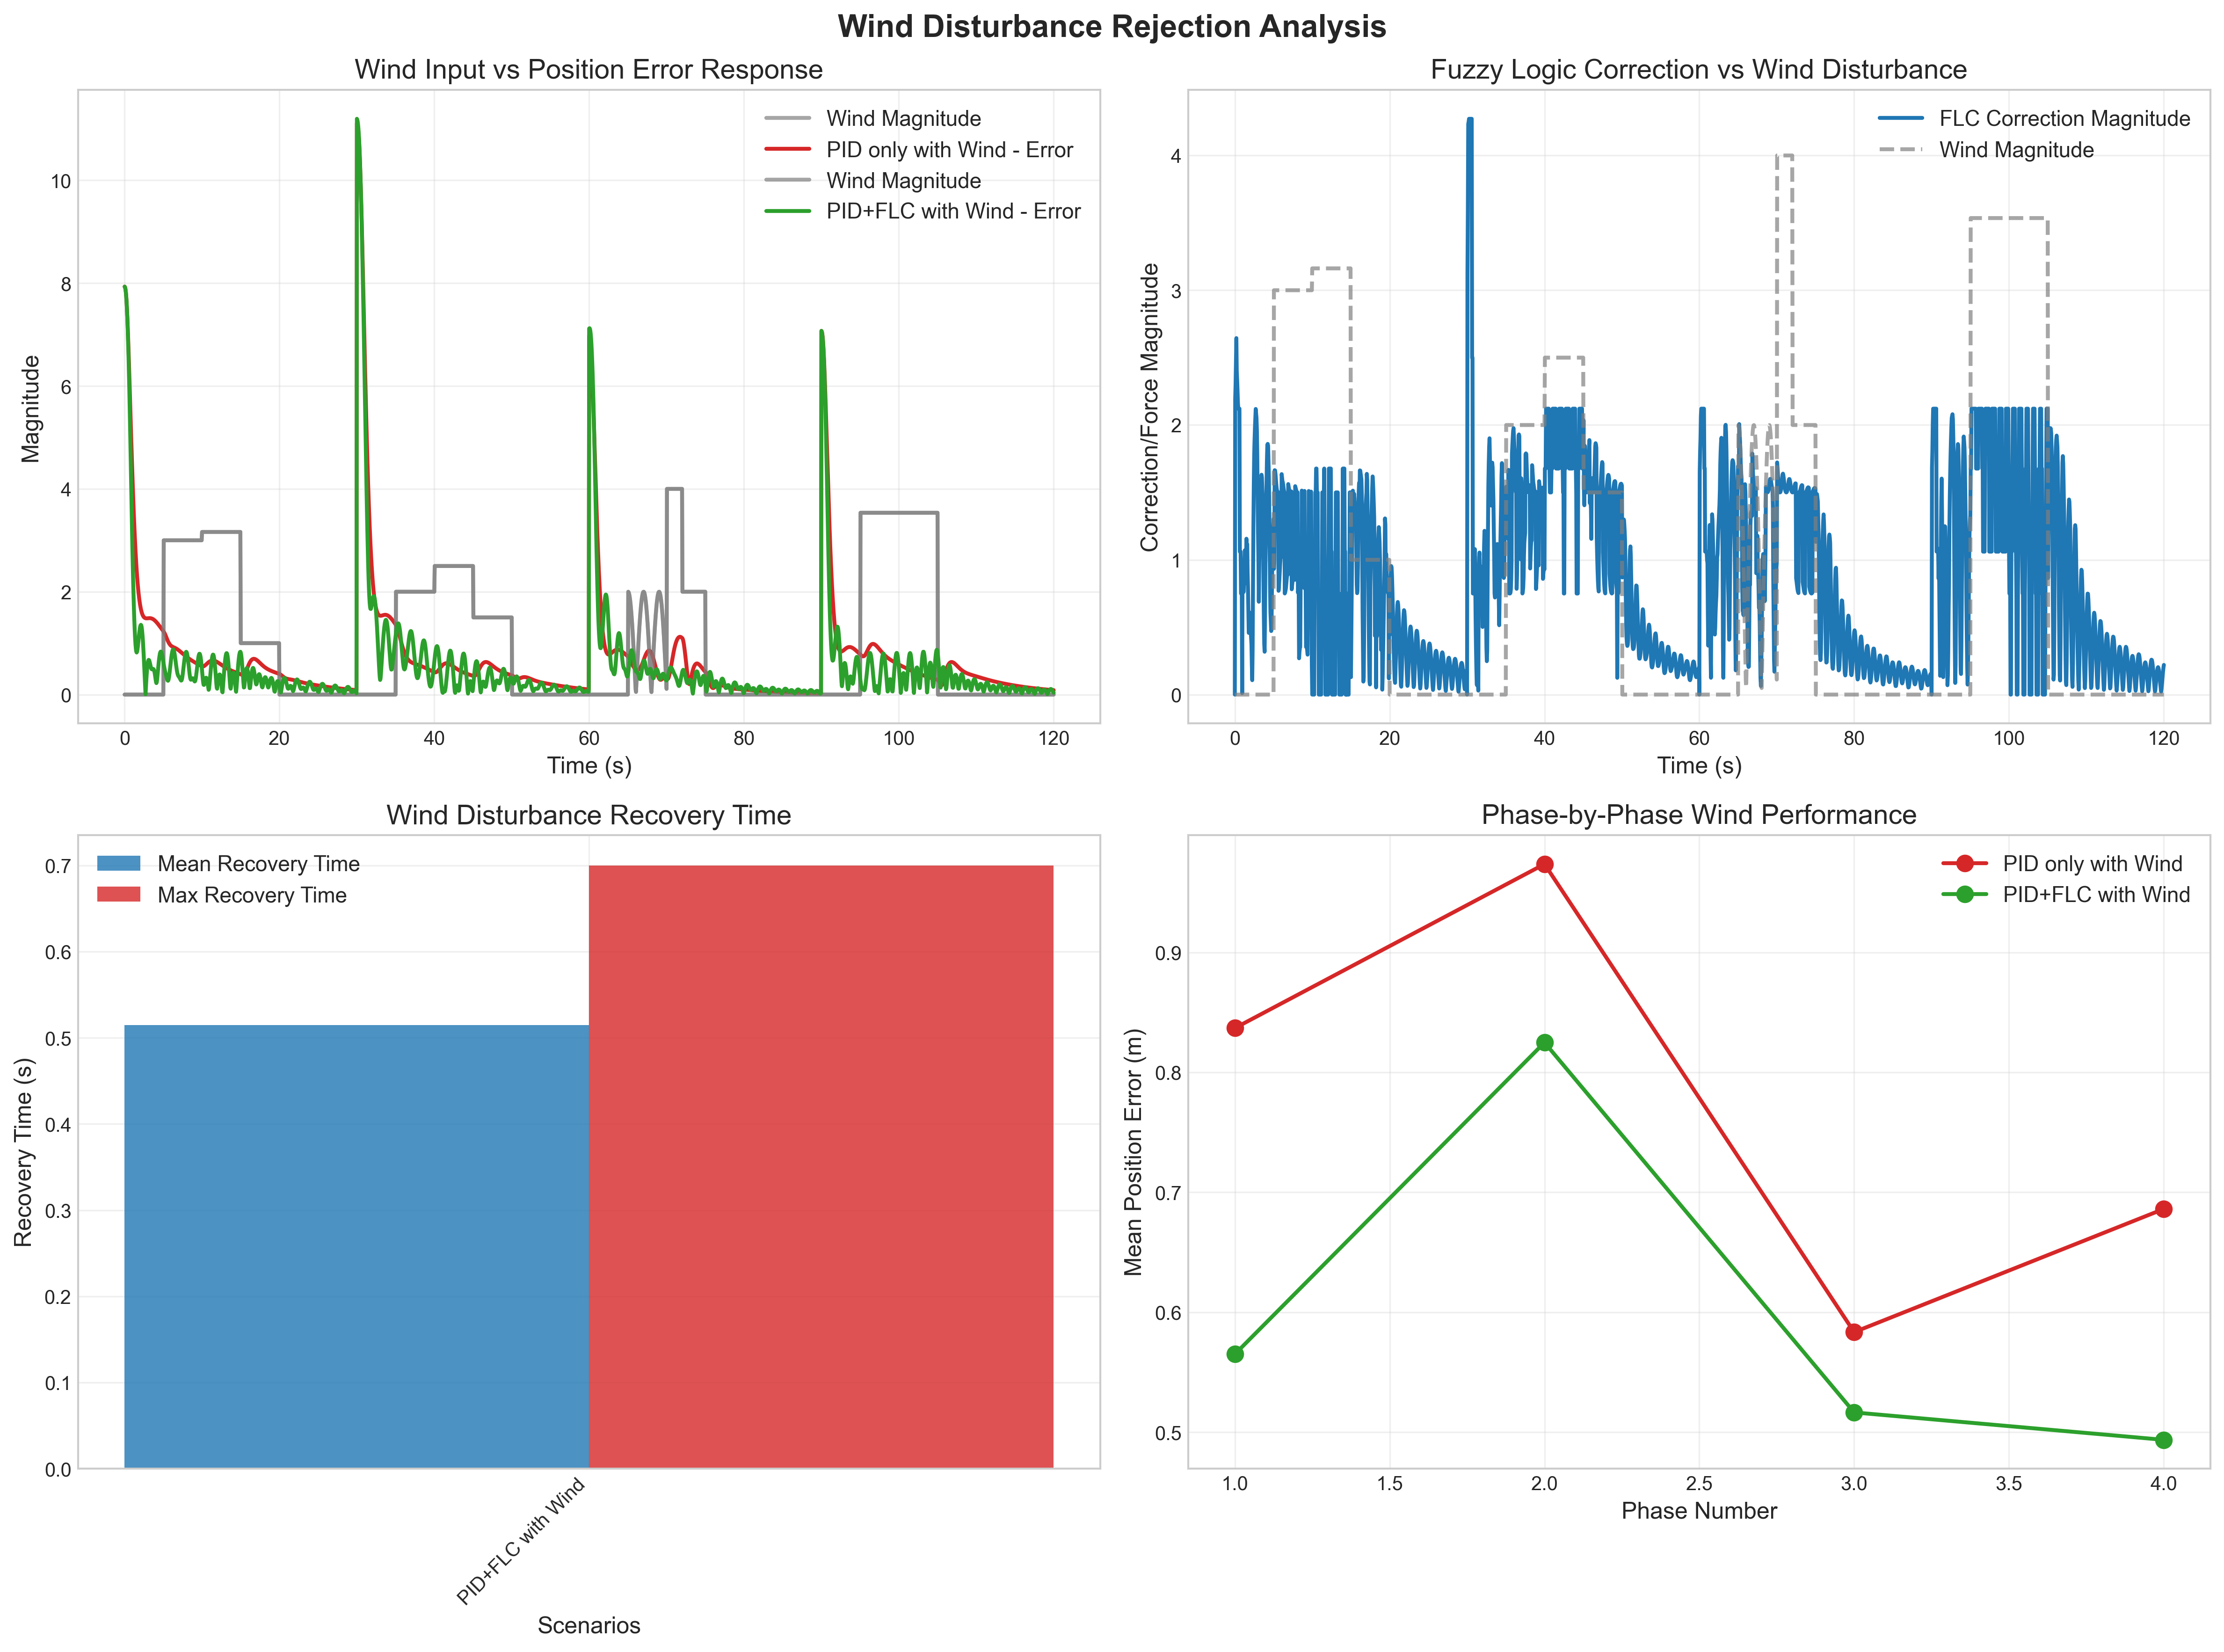 Wind Disturbance Rejection Analysis
Wind Input vs Position Error Response
Wind Magnitude
PID only with Wind - Error
Wind Magnitude
PID+FLC with Wind - Error
Magnitude
10
8
6
4
2
0
0 20 40 60 80 100 120
Time (s)
Fuzzy Logic Correction vs Wind Disturbance
FLC Correction Magnitude
Wind Magnitude
Correction/Force Magnitude
4
3
2
1
0
0 20 40 60 80 100 120
Time (s)
Wind Disturbance Recovery Time
Mean Recovery Time
Max Recovery Time
Recovery Time (s)
0.7
0.6
0.5
0.4
0.3
0.2
0.1
0.0
PID+FLC with Wind
Scenarios
Phase-by-Phase Wind Performance
PID only with Wind
PID+FLC with Wind
Mean Position Error (m)
0.9
0.8
0.7
0.6
0.5
1.0 1.5 2.0 2.5 3.0 3.5 4.0
Phase Number